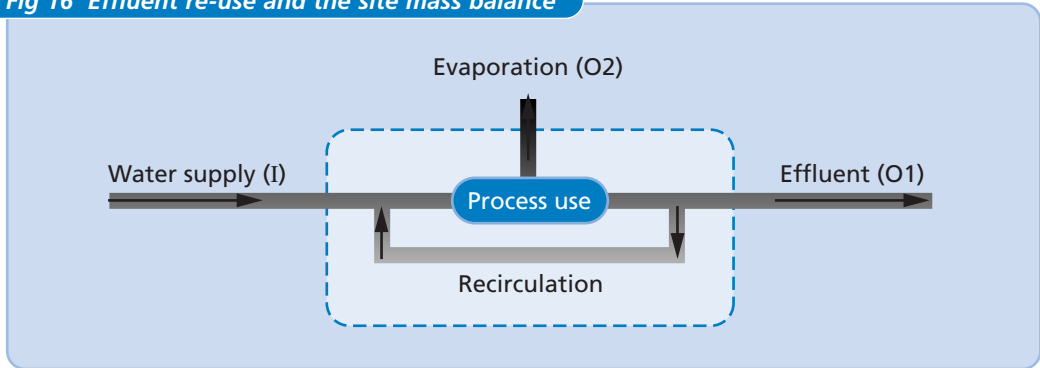 Fig 16 Effluent re-use and the site mass balance
Evaporation (O2)
Water supply (I)
Effluent (O1)
Process use
Recirculation